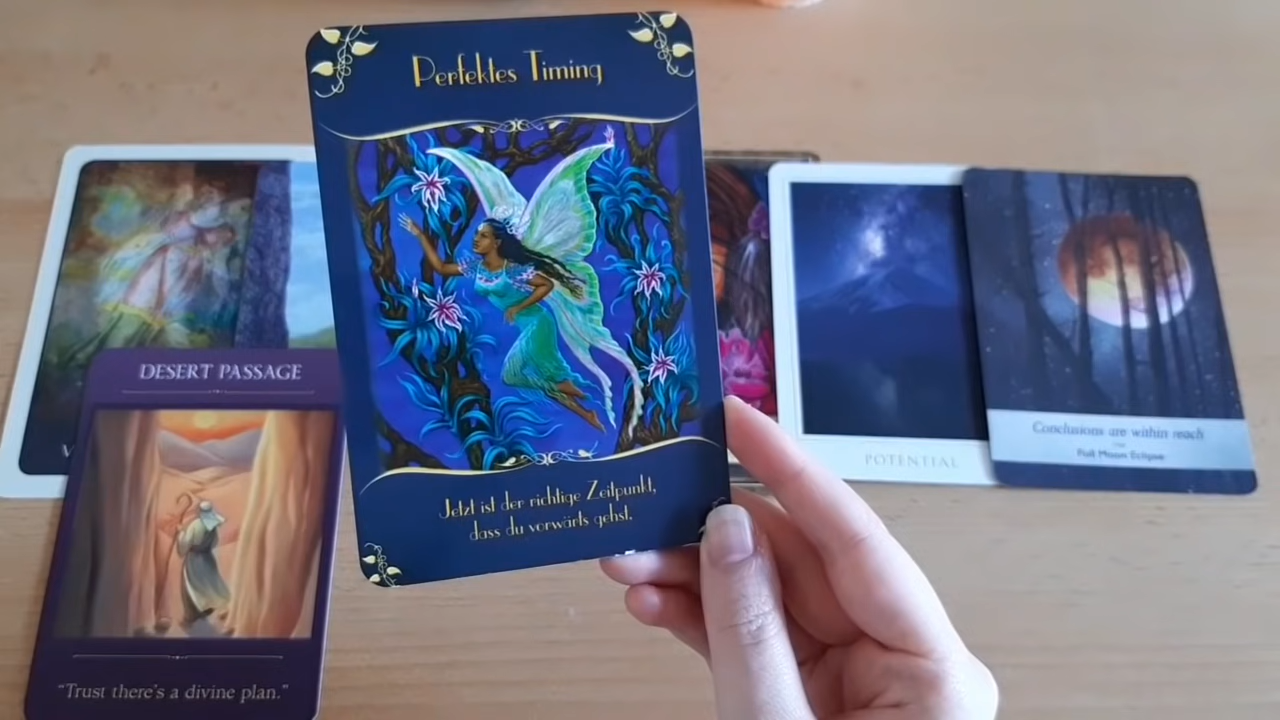 Perfektes Timing
Jetzt ist der richtige Zeitpunkt,
dass du vorwärts gehst.
DESERT PASSAGE
"Trust there's a divine plan."
POTENTIAL
Conclusions are within reach
Full Moon Eclipse